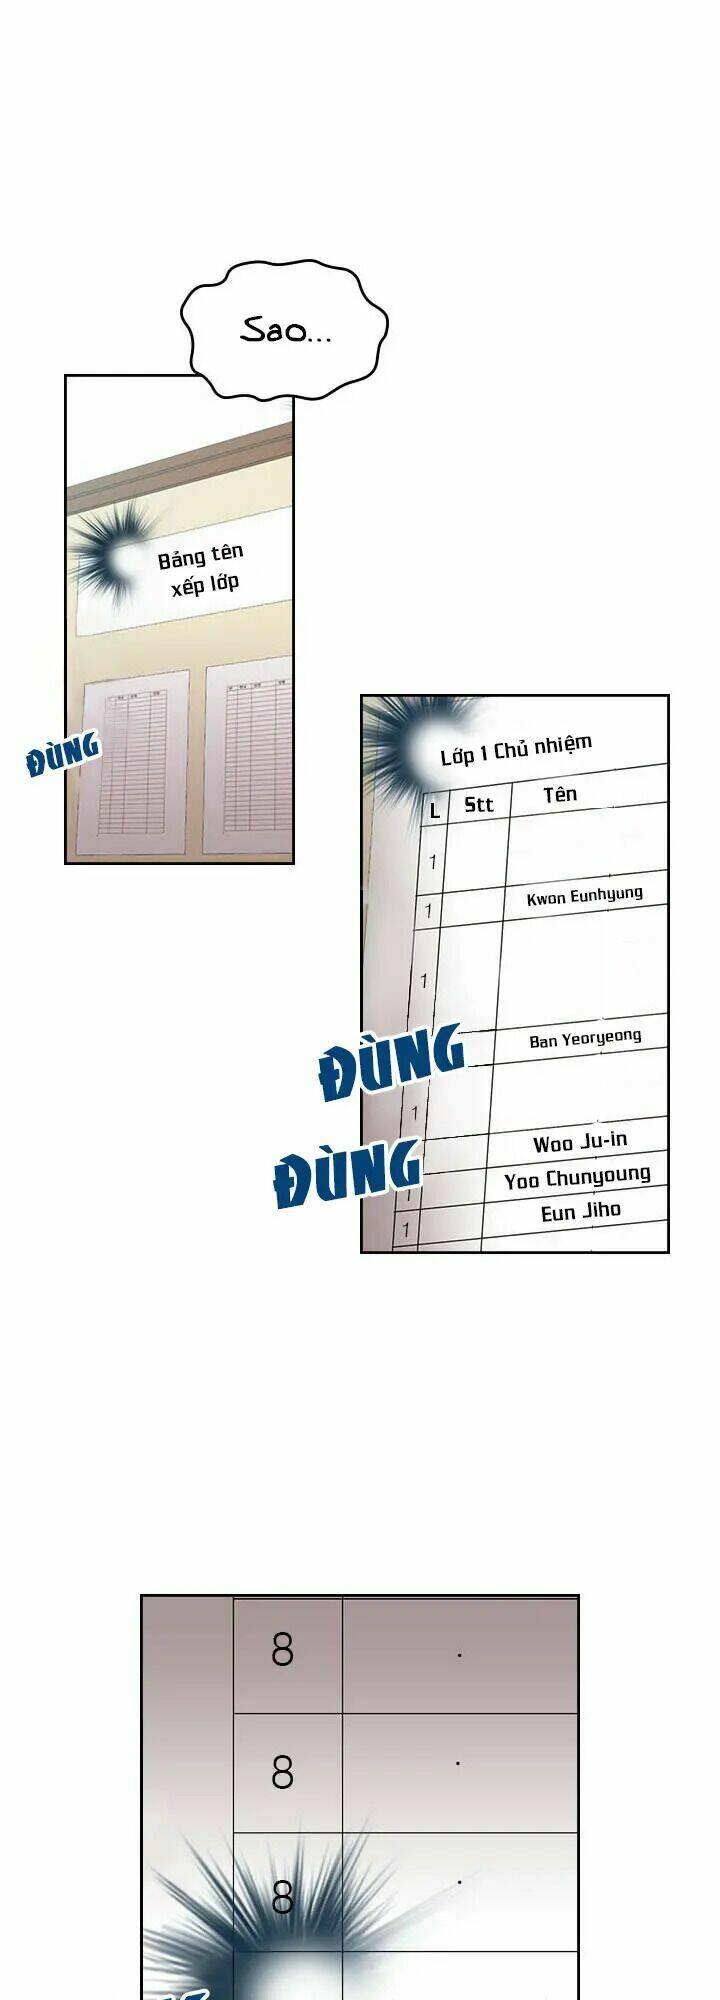 Sao...
Bảng tên
xếp lớp
ĐÙNG
Lớp 1 Chủ nhiệm
L Stt Tên
1
1 Kwon Eunhyung
1
Ban Yeoryeong
ĐÙNG
1
Woo Ju-in
ĐÙNG
1 Yoo Chunyoung
1 Eun Jiho
8 .
8 .
8 .